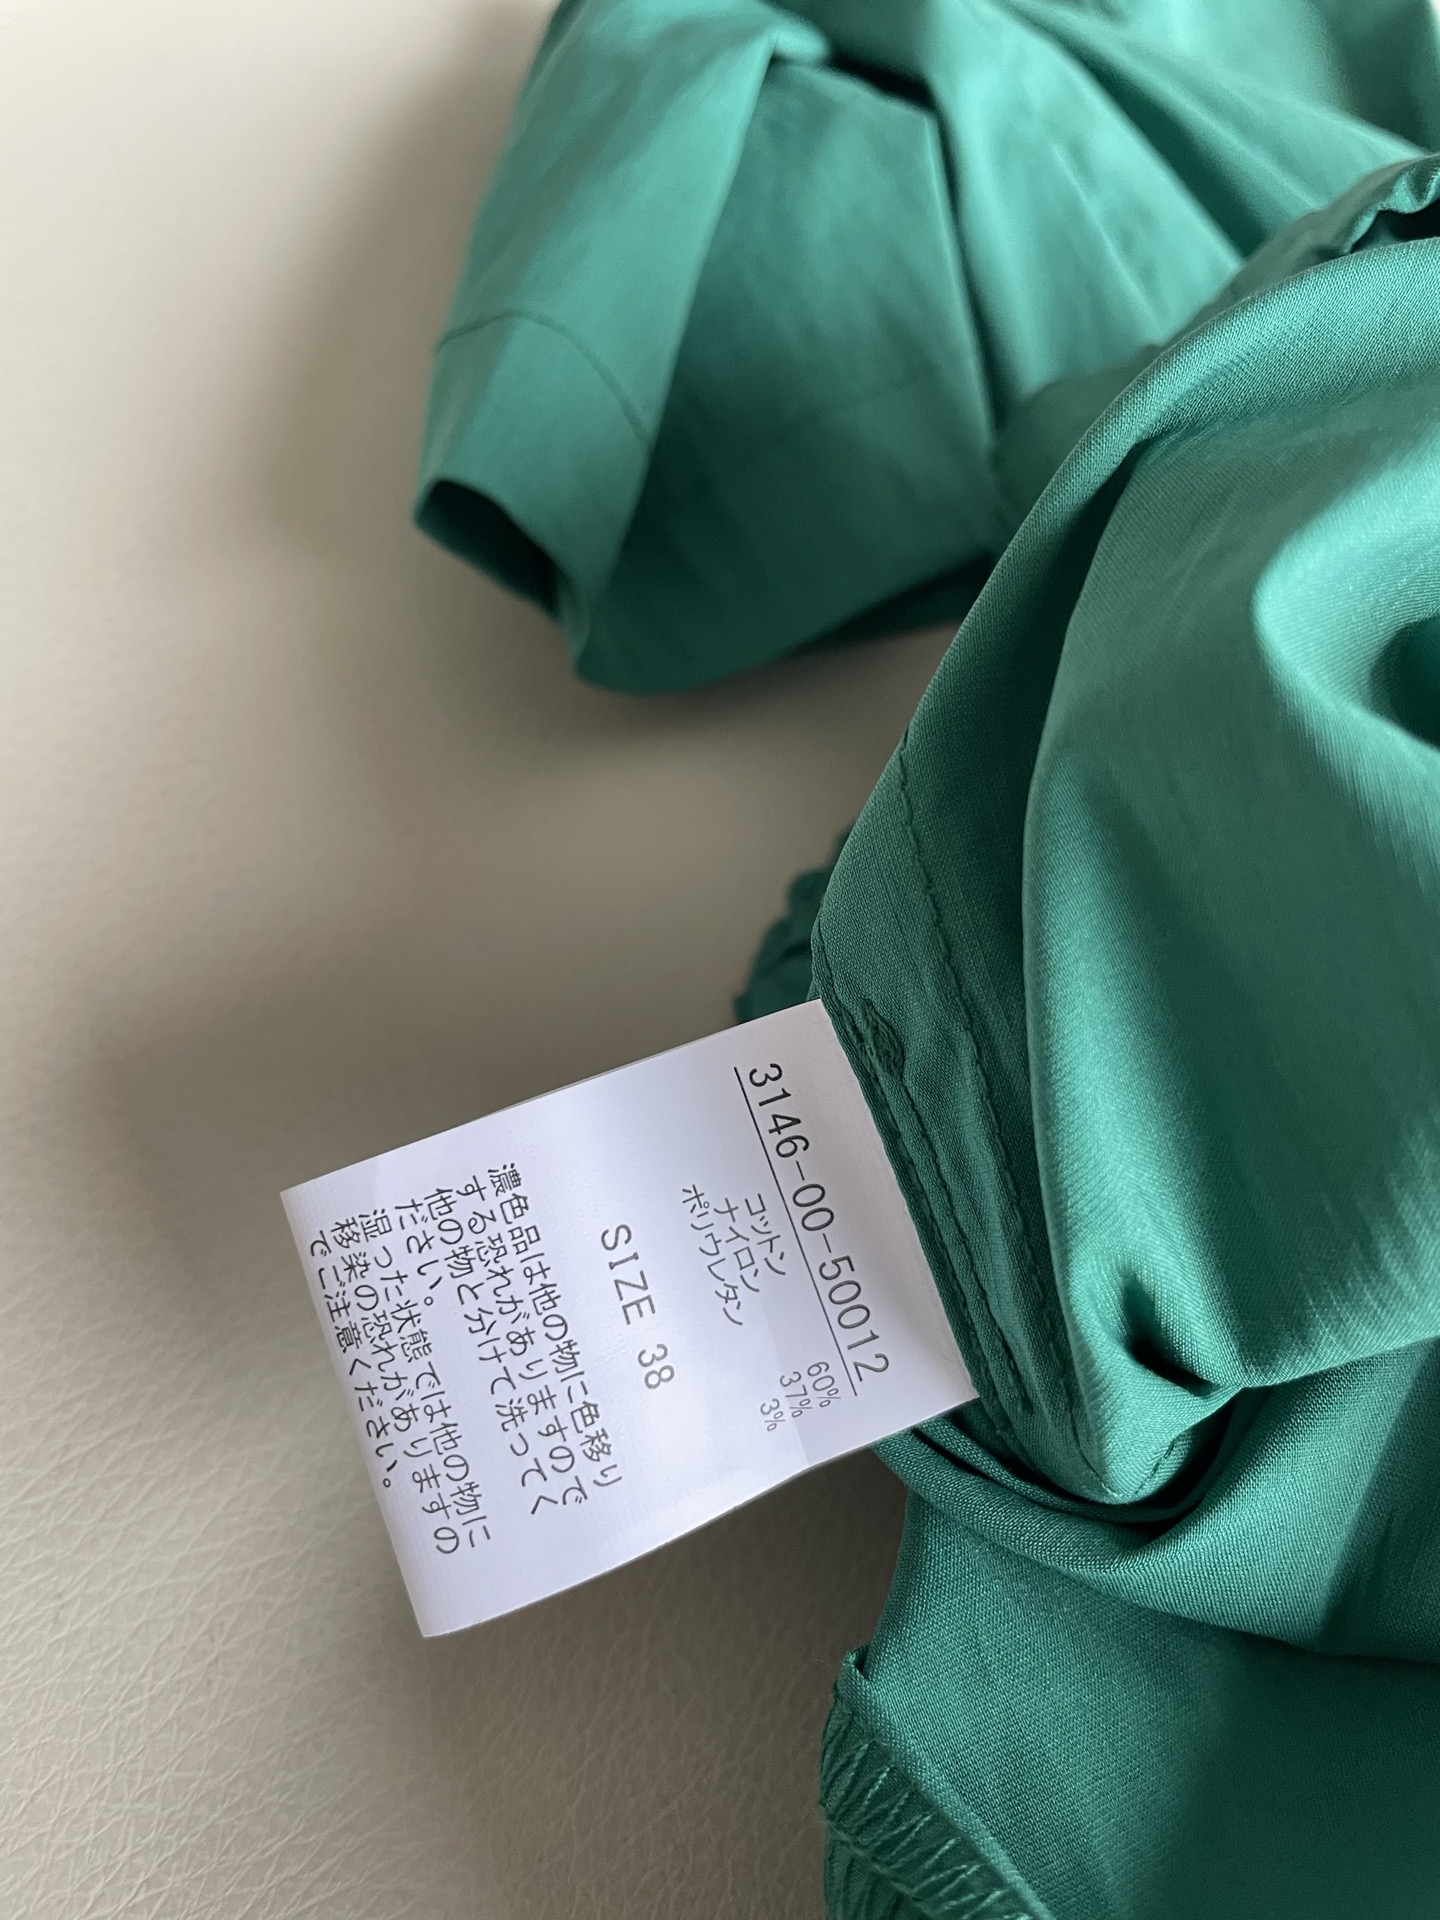 3146-00-50012
コットン 60%
ナイロン 37%
ポリウレタン 3%
SIZE 38
濃色品は他の物に色移り
する恐れがありますので
他の物と分けて洗ってく
ださい。
湿った状態では他の物に
移染の恐れがありますの
でご注意ください。